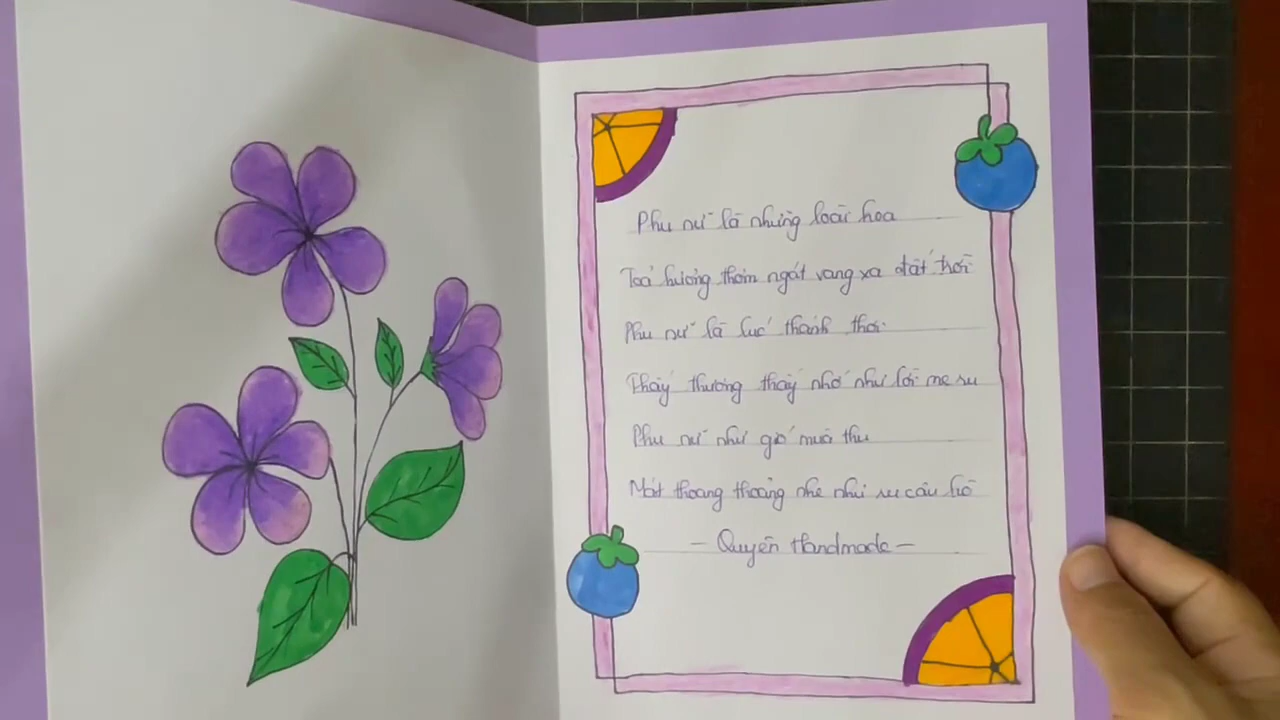 Phụ nữ là những loài hoa
Toả hương thơm ngát vang xa đất trời
Phụ nữ là lúc thảnh thơi
Thấy thương thấy nhớ như lời mẹ ru
Phụ nữ như gió mùa thu
Mát thoang thoảng nhẹ như ru câu hò
- Quyên Handmade -